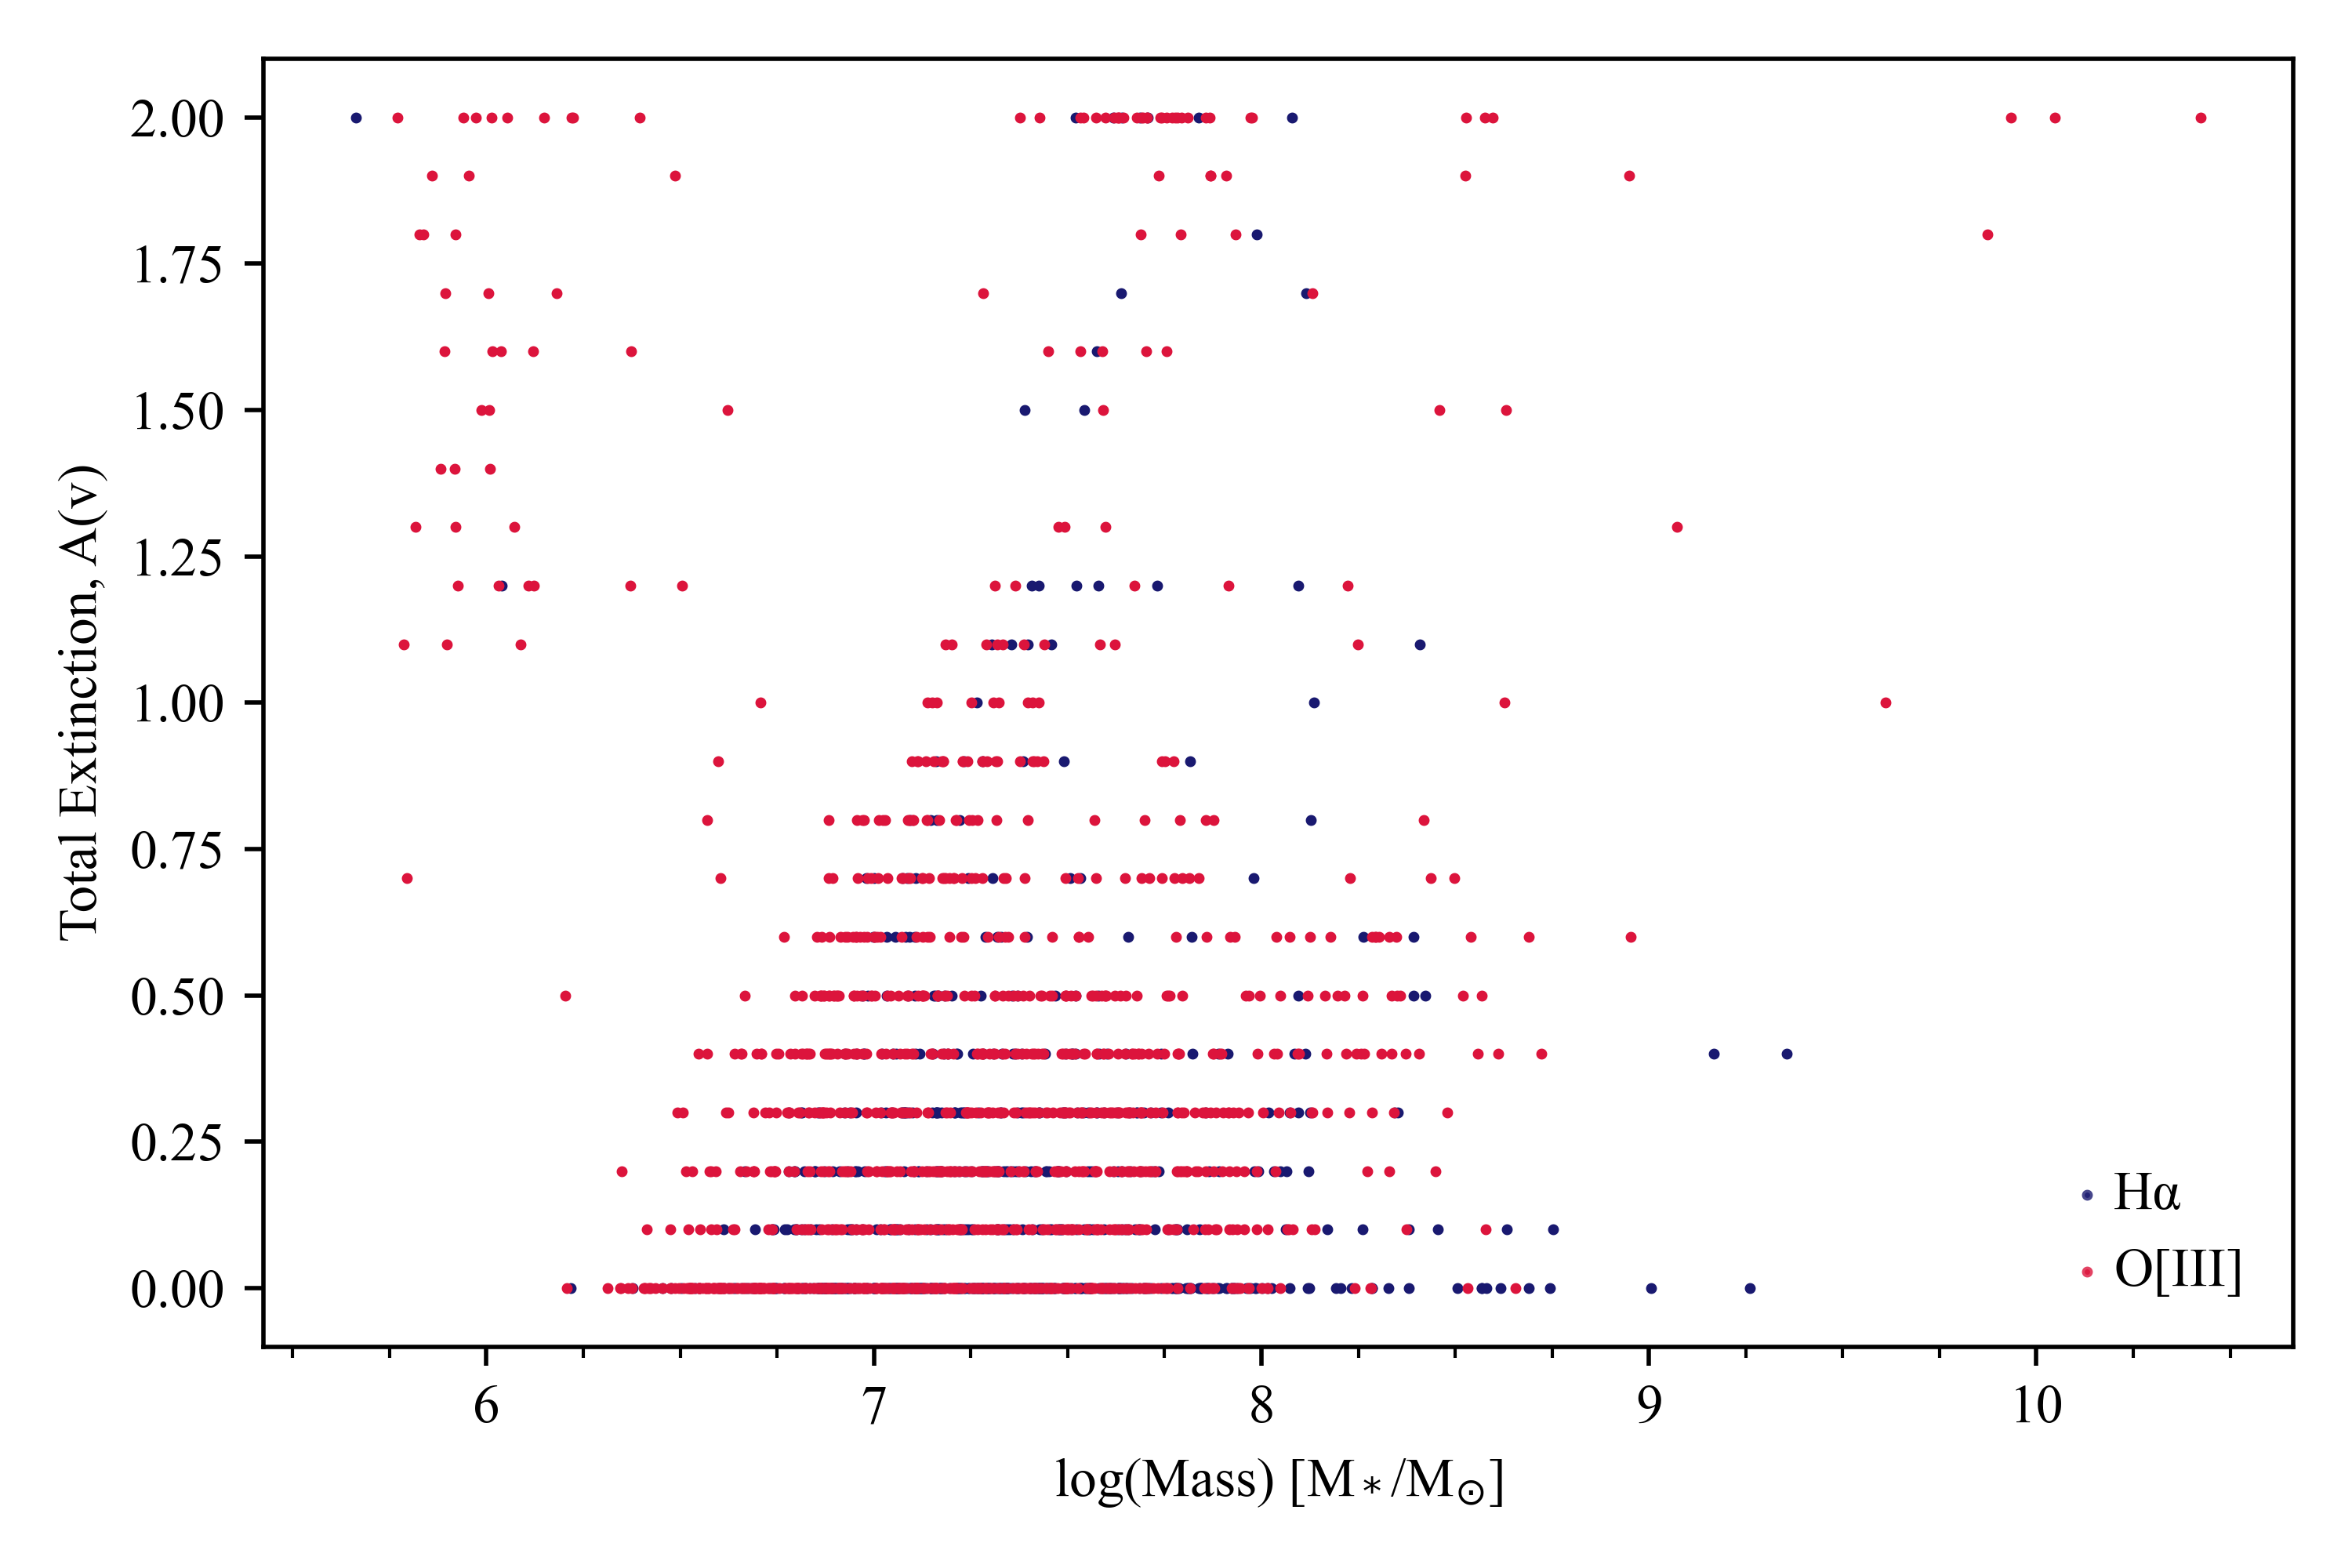 2.00
1.75
1.50
1.25
1.00
0.75
0.50
0.25
0.00
Total Extinction, A(v)
6 7 8 9 10
log(Mass) [M∗/M⊙]
Hα
O[III]